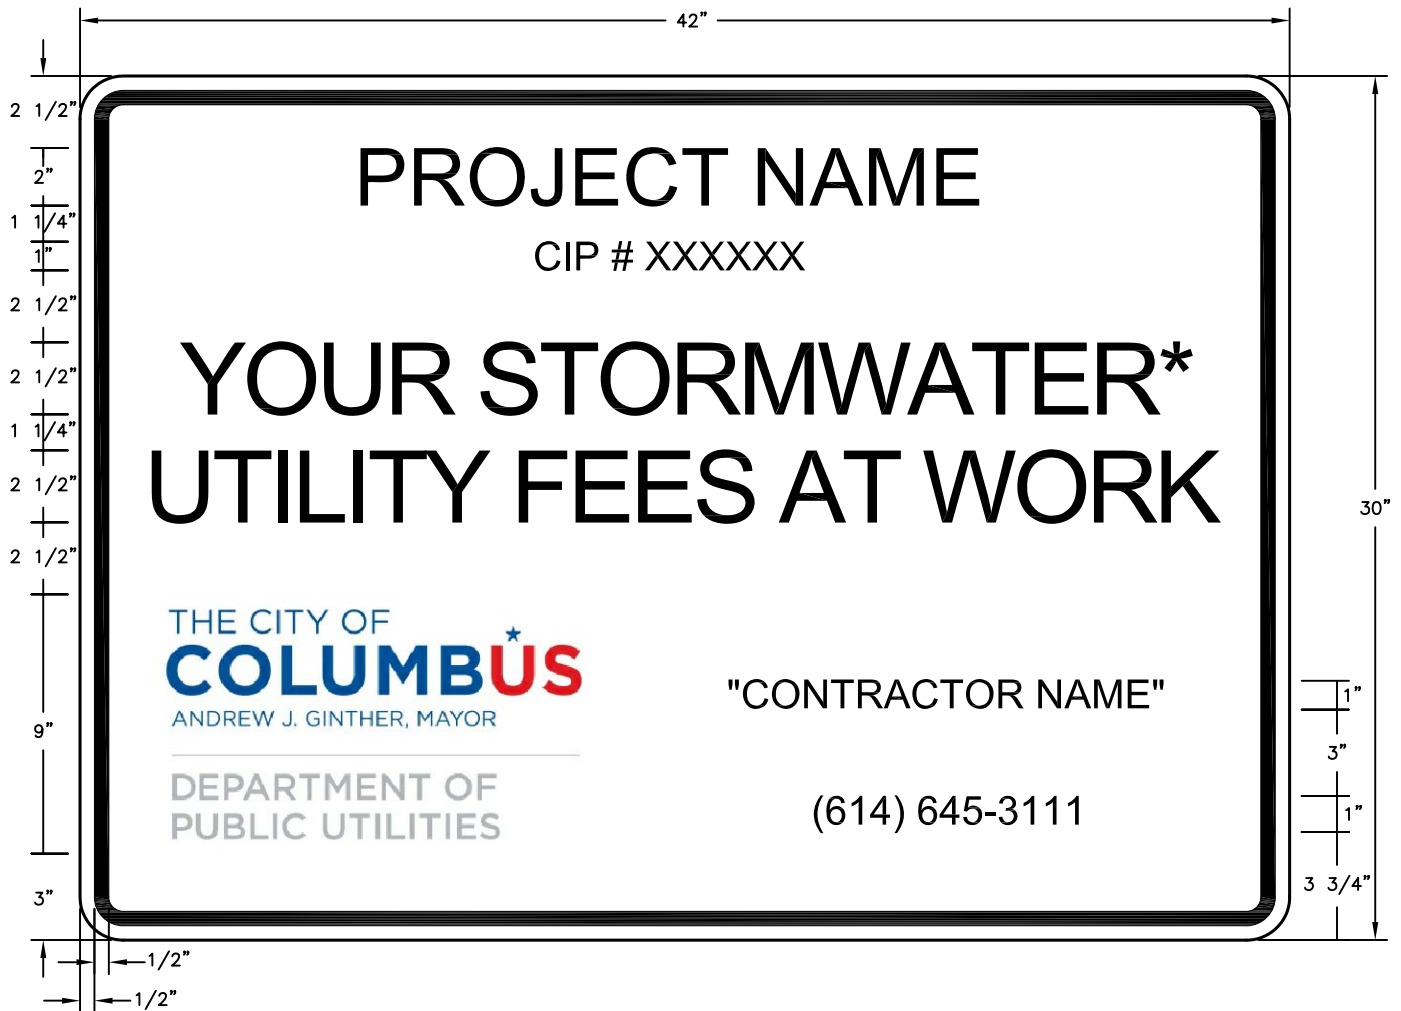 42”
2 1/2”
2”
1 1/4”
1”
2 1/2”
2 1/2”
1 1/4”
2 1/2”
2 1/2”
9”
3”
1/2”
1/2”
PROJECT NAME
CIP # XXXXXX
YOUR STORMWATER*
UTILITY FEES AT WORK
THE CITY OF
COLUMBUS
ANDREW J. GINTHER, MAYOR
DEPARTMENT OF
PUBLIC UTILITIES
"CONTRACTOR NAME"
(614) 645-3111
30”
1”
3”
1”
3 3/4”